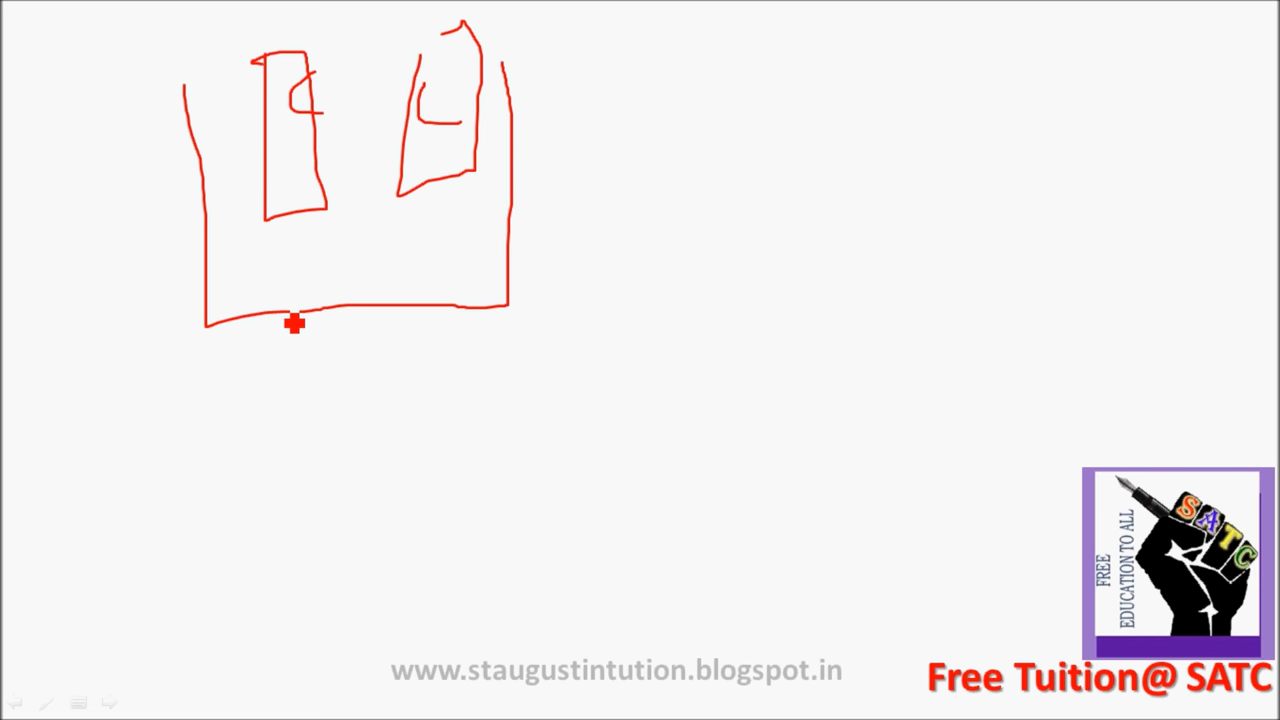 C
C
SATC
FREE
EDUCATION TO ALL
www.staugustintution.blogspot.in
Free Tuition@ SATC